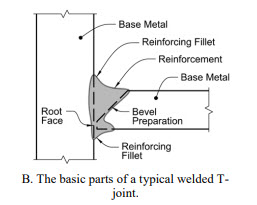 Base Metal
Reinforcing Fillet
Reinforcement
Base Metal
Root
Face
Bevel
Preparation
Reinforcing
Fillet
B. The basic parts of a typical welded T-
joint.